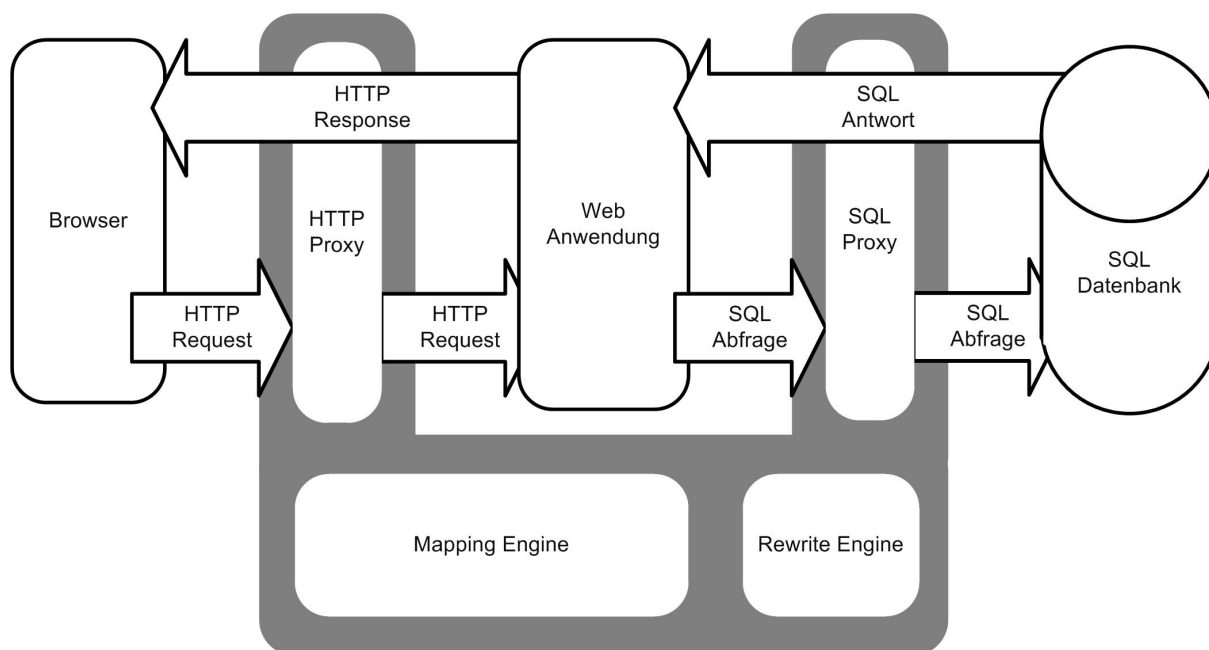 HTTP
Response
SQL
Antwort
Browser
HTTP
Proxy
Web
Anwendung
SQL
Proxy
SQL
Datenbank
HTTP
Request
HTTP
Request
SQL
Abfrage
SQL
Abfrage
Mapping Engine
Rewrite Engine